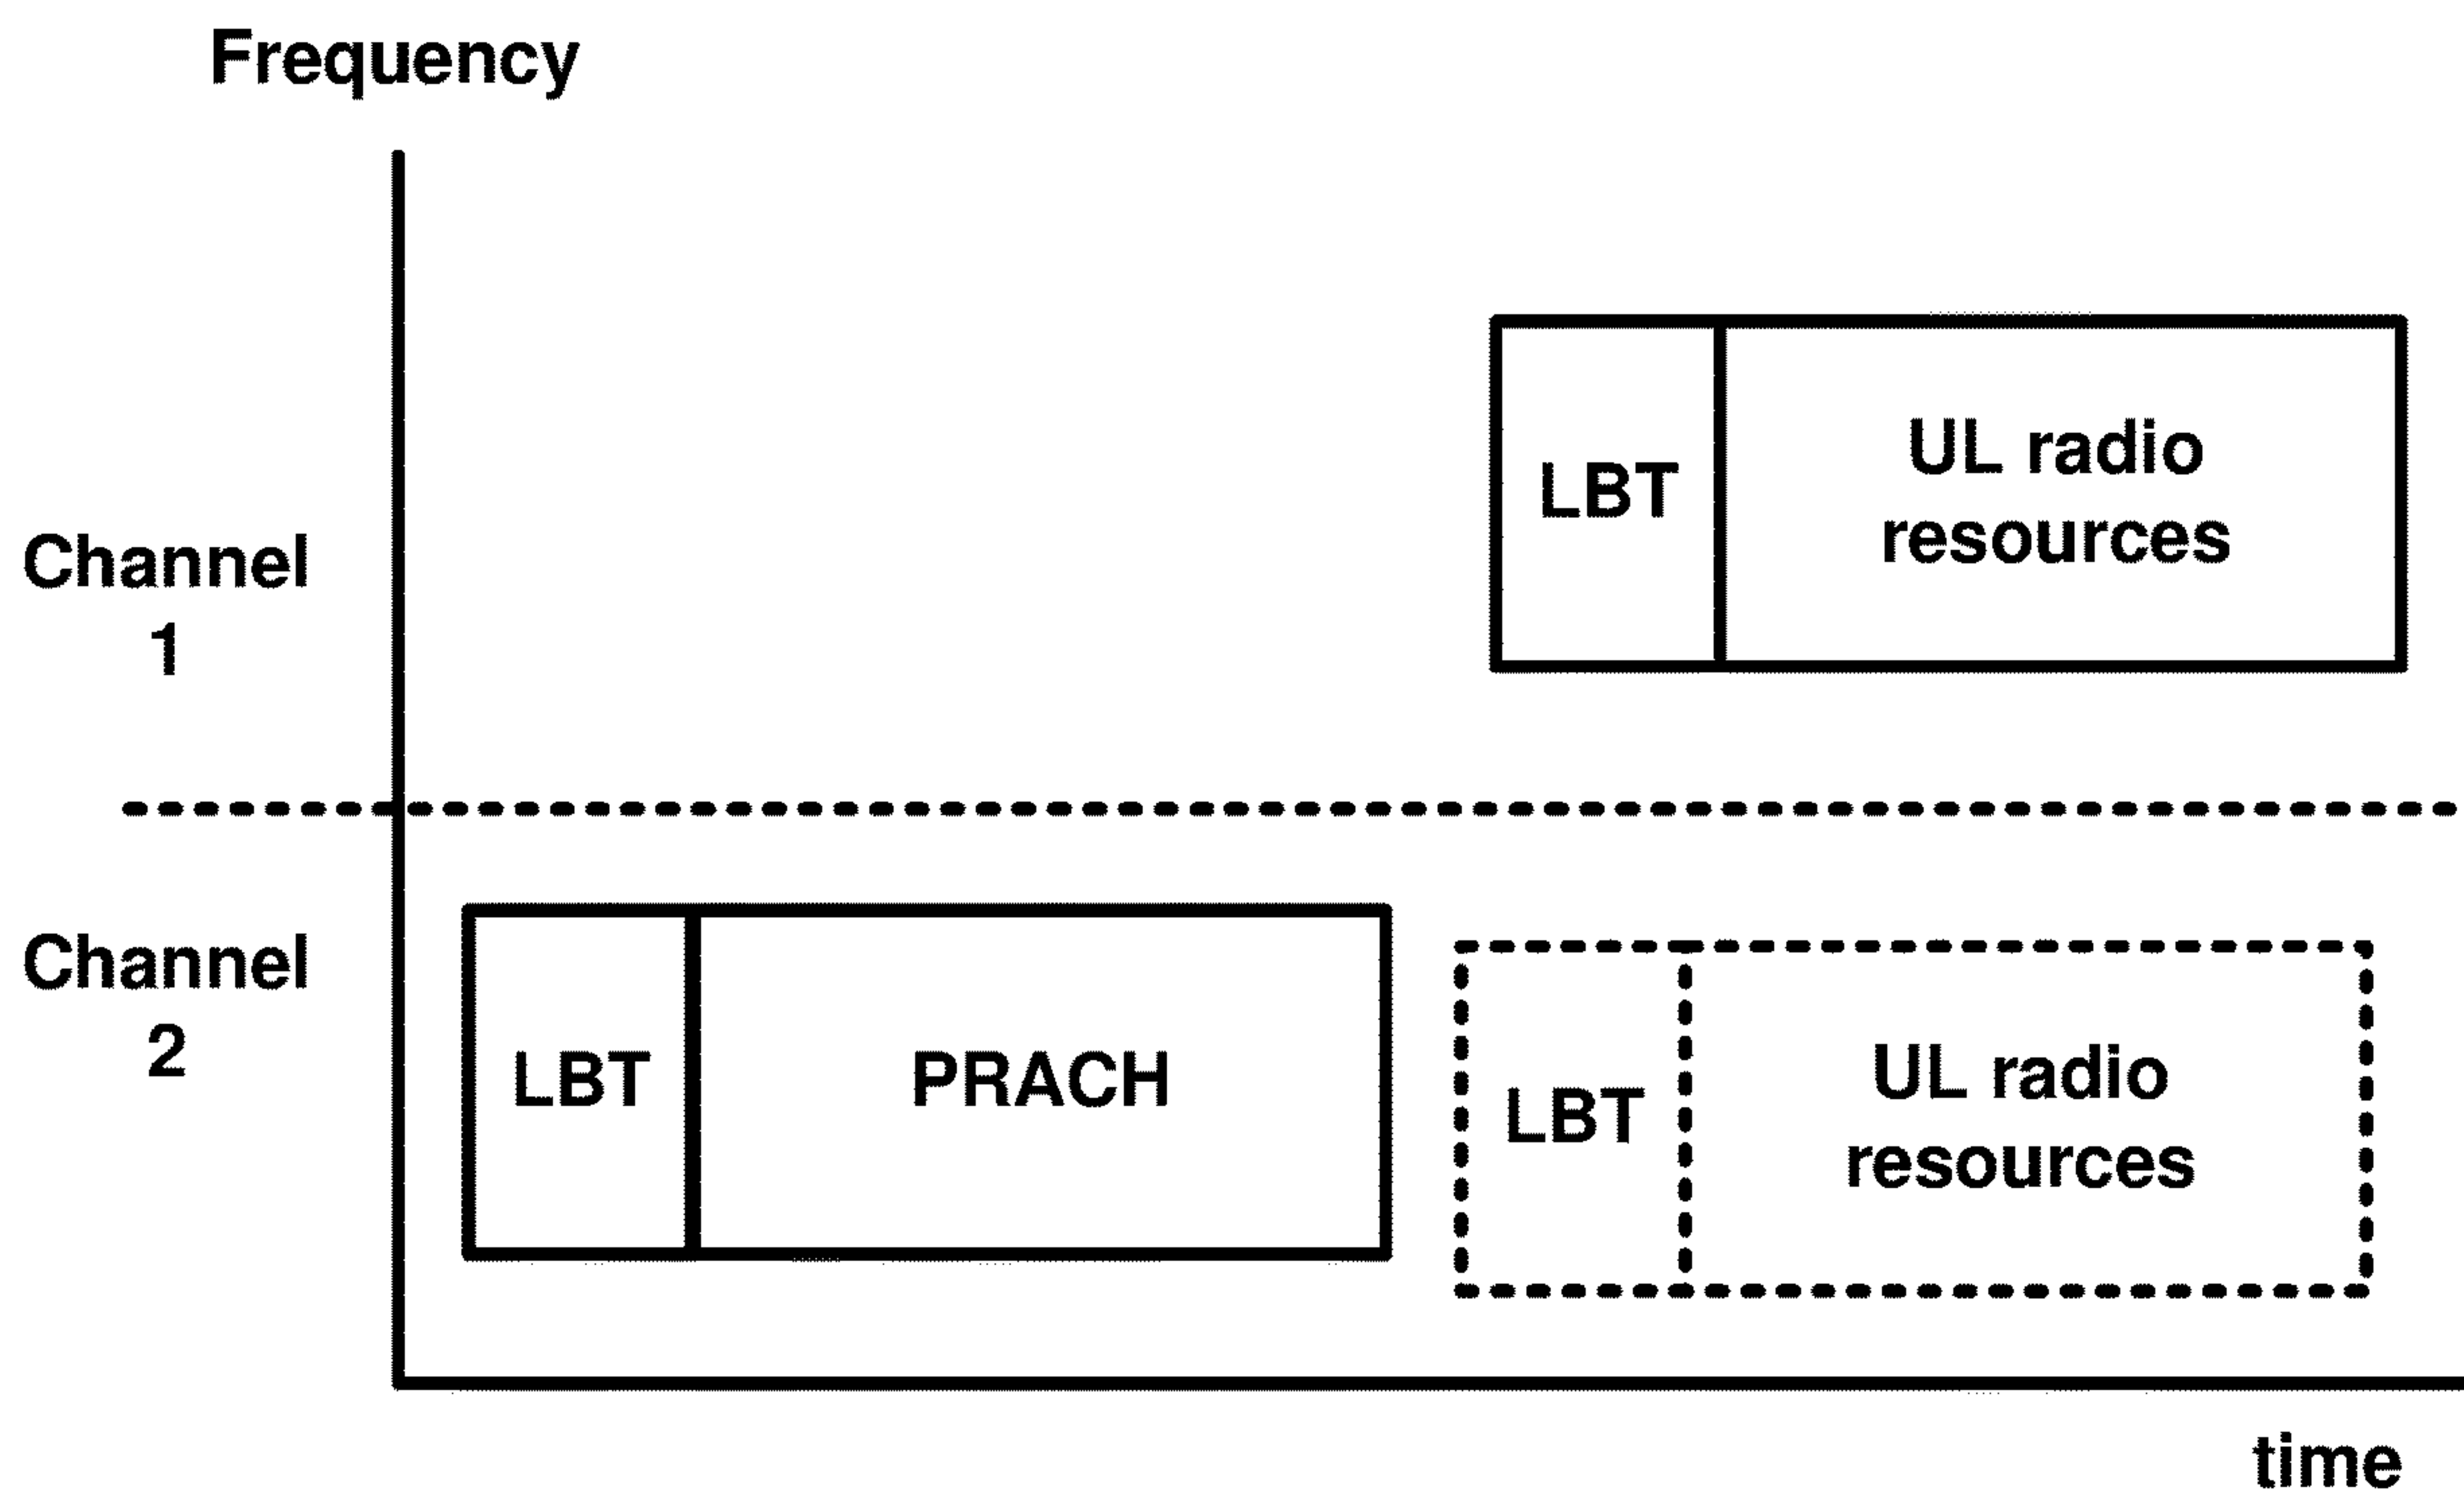 Frequency
Channel
1
LBT
UL radio
resources
Channel
2
LBT
PRACH
LBT
UL radio
resources
time